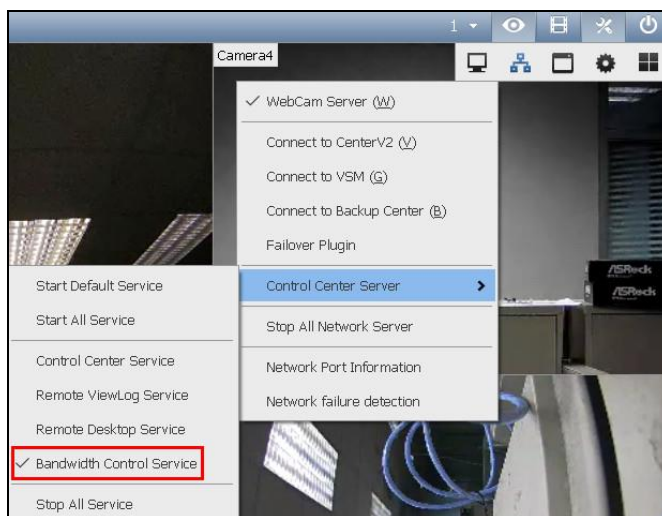 1
Camera4
WebCam Server (W)
Connect to CenterV2 (V)
Connect to VSM (G)
Connect to Backup Center (B)
Failover Plugin
Control Center Server
Stop All Network Server
Network Port Information
Network failure detection
Start Default Service
Start All Service
Control Center Service
Remote ViewLog Service
Remote Desktop Service
Bandwidth Control Service
Stop All Service
ASRock
ASRock